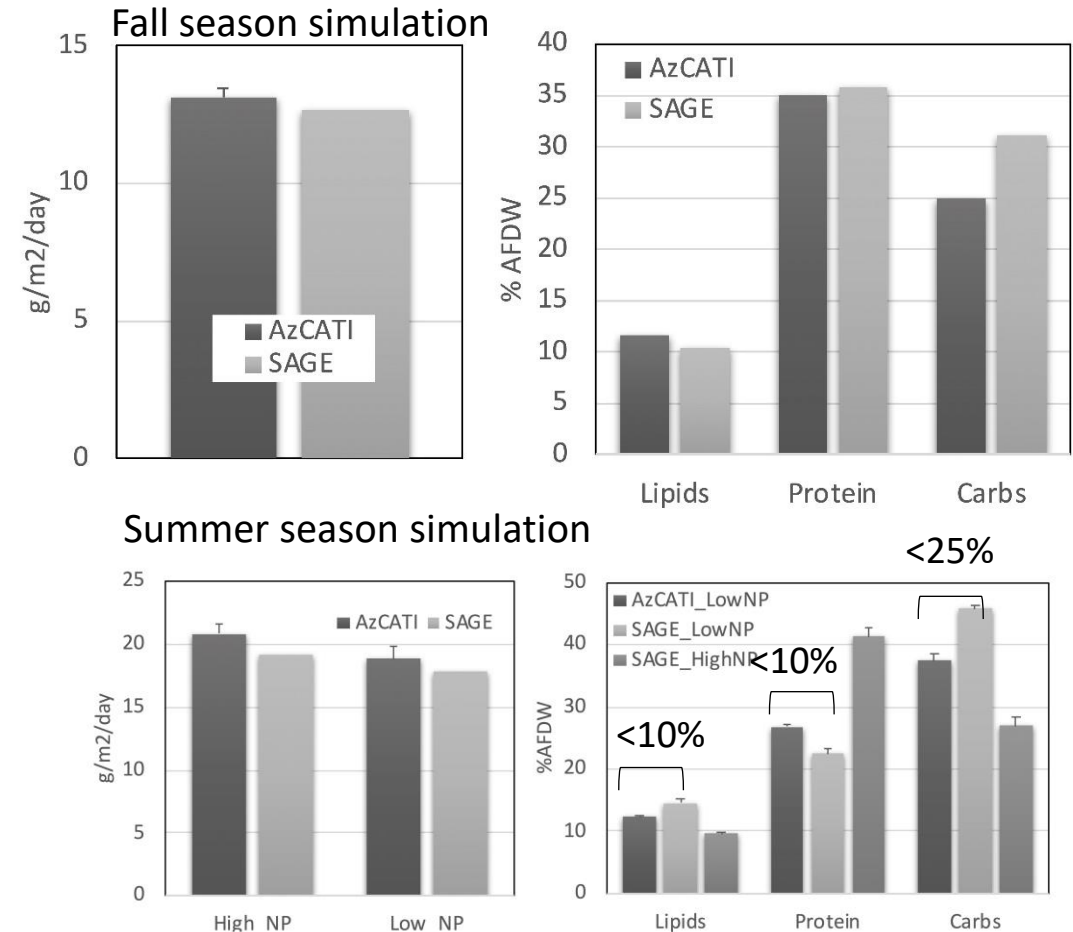 Fall season simulation
15
10
5
0
g/m2/day
AzCATI
SAGE
40
35
30
25
20
15
10
5
0
% AFDW
AzCATI
SAGE
Lipids
Protein
Carbs
Summer season simulation
25
20
15
10
5
0
g/m2/day
AzCATI SAGE
High NP
Low NP
<25%
50
40
30
20
10
0
%AFDW
AzCATI_LowNP
SAGE_LowNP
SAGE_HighNP
<10%
<10%
Lipids
Protein
Carbs